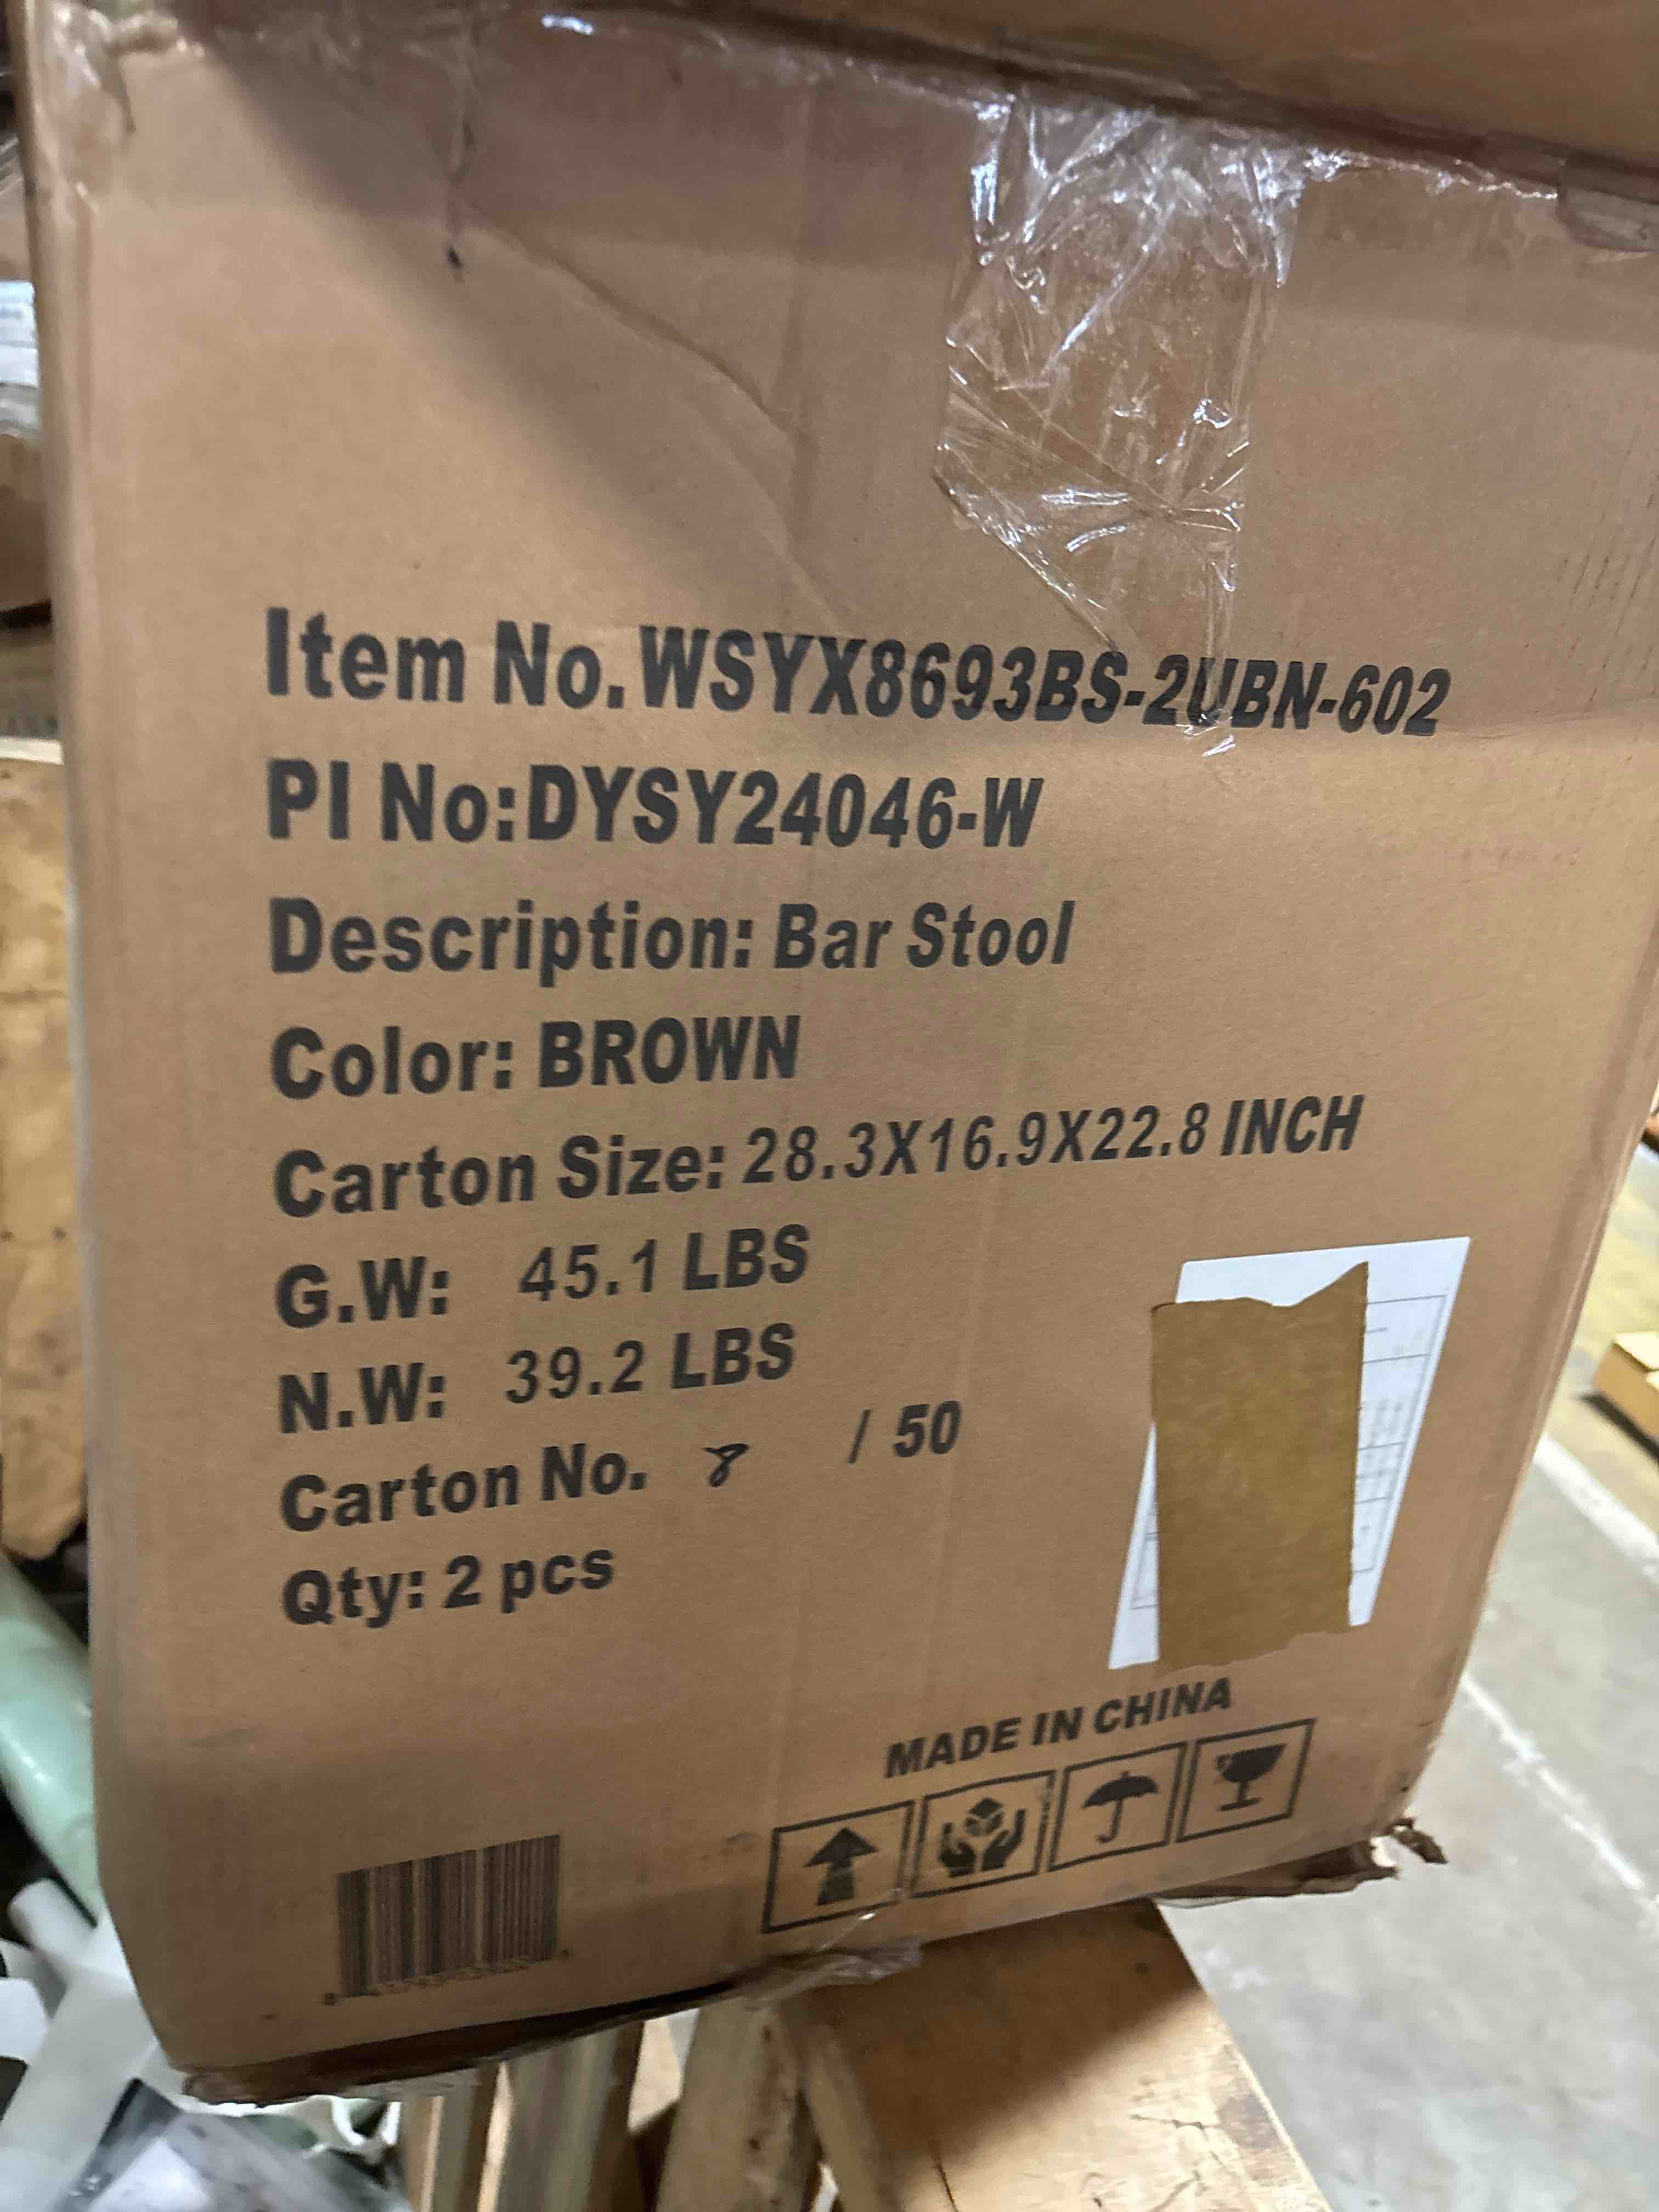 Item No.WSYX8693BS-2UBN-602
PI No:DYSY24046-W
Description: Bar Stool
Color: BROWN
Carton Size: 28.3X16.9X22.8 INCH
G.W: 45.1 LBS
N.W: 39.2 LBS
Carton No. 8 / 50
Qty: 2 pcs
MADE IN CHINA